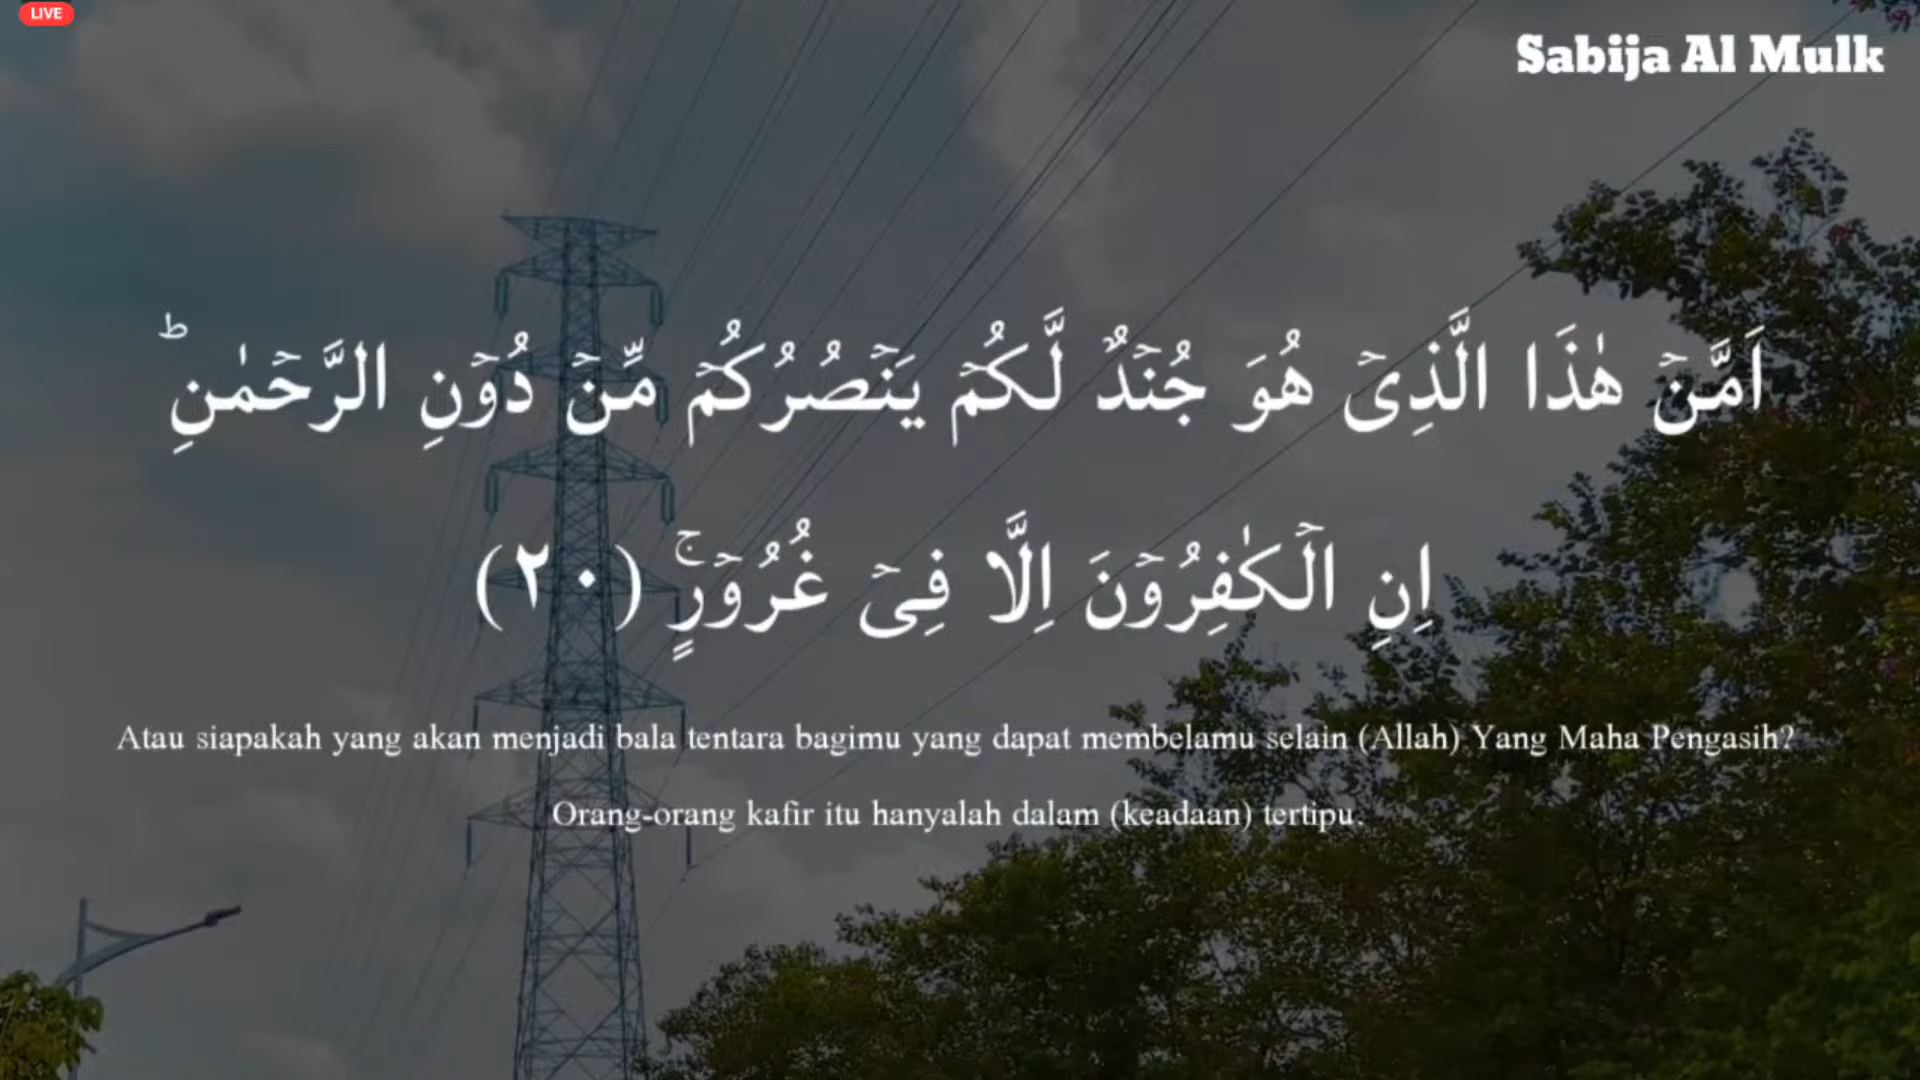 LIVE
Sabija Al Mulk
اَمَّنۡ هٰذَا الَّذِىۡ هُوَ جُنۡدٌ لَّكُمۡ يَنۡصُرُكُمۡ مِّنۡ دُوۡنِ الرَّحۡمٰنِ‌ؕ
اِنِ الۡكٰفِرُوۡنَ اِلَّا فِىۡ غُرُوۡرٍ‌ۚ (٢٠)
Atau siapakah yang akan menjadi bala tentara bagimu yang dapat membelamu selain (Allah) Yang Maha Pengasih?
Orang-orang kafir itu hanyalah dalam (keadaan) tertipu.